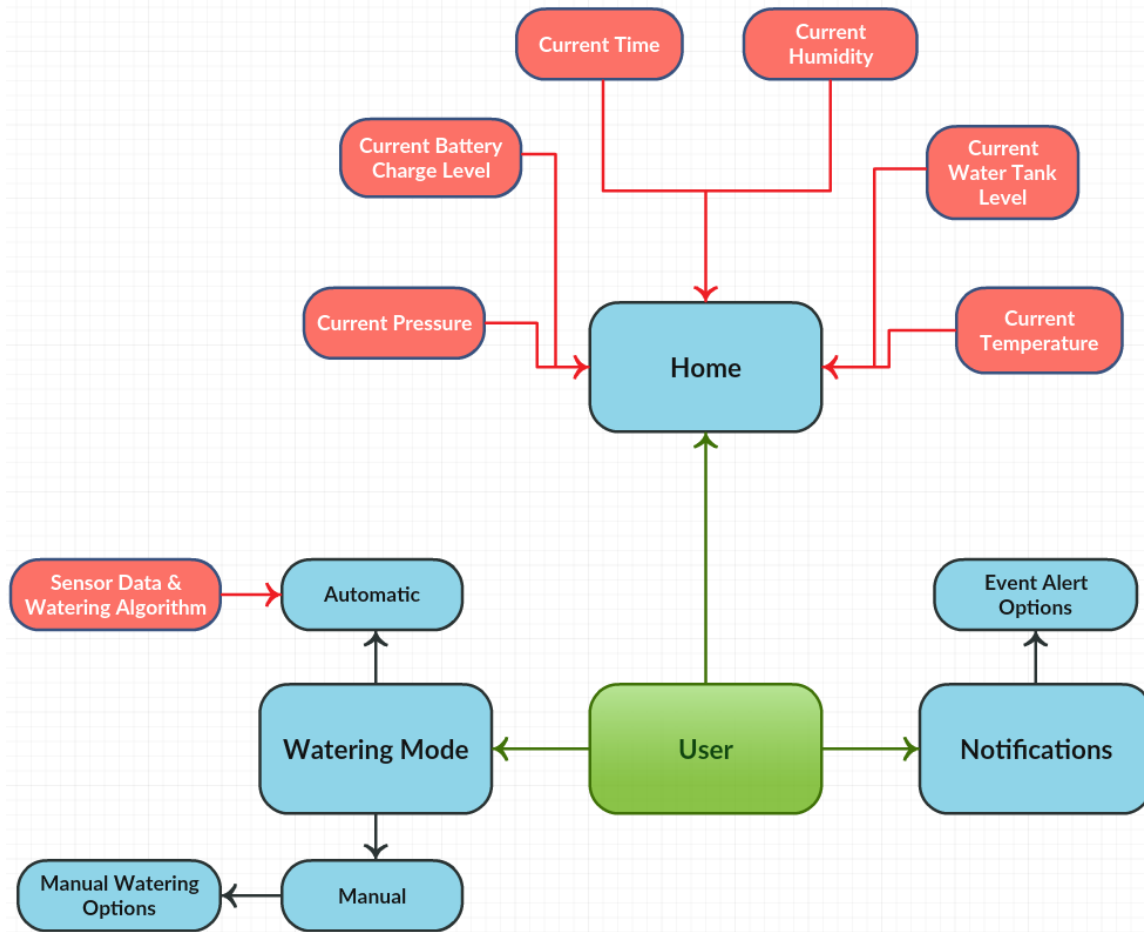 Current Time
Current
Humidity
Current Battery
Charge Level
Current
Water Tank
Level
Current Pressure
Current
Temperature
Home
Sensor Data &
Watering Algorithm
Automatic
Event Alert
Options
Watering Mode
User
Notifications
Manual Watering
Options
Manual